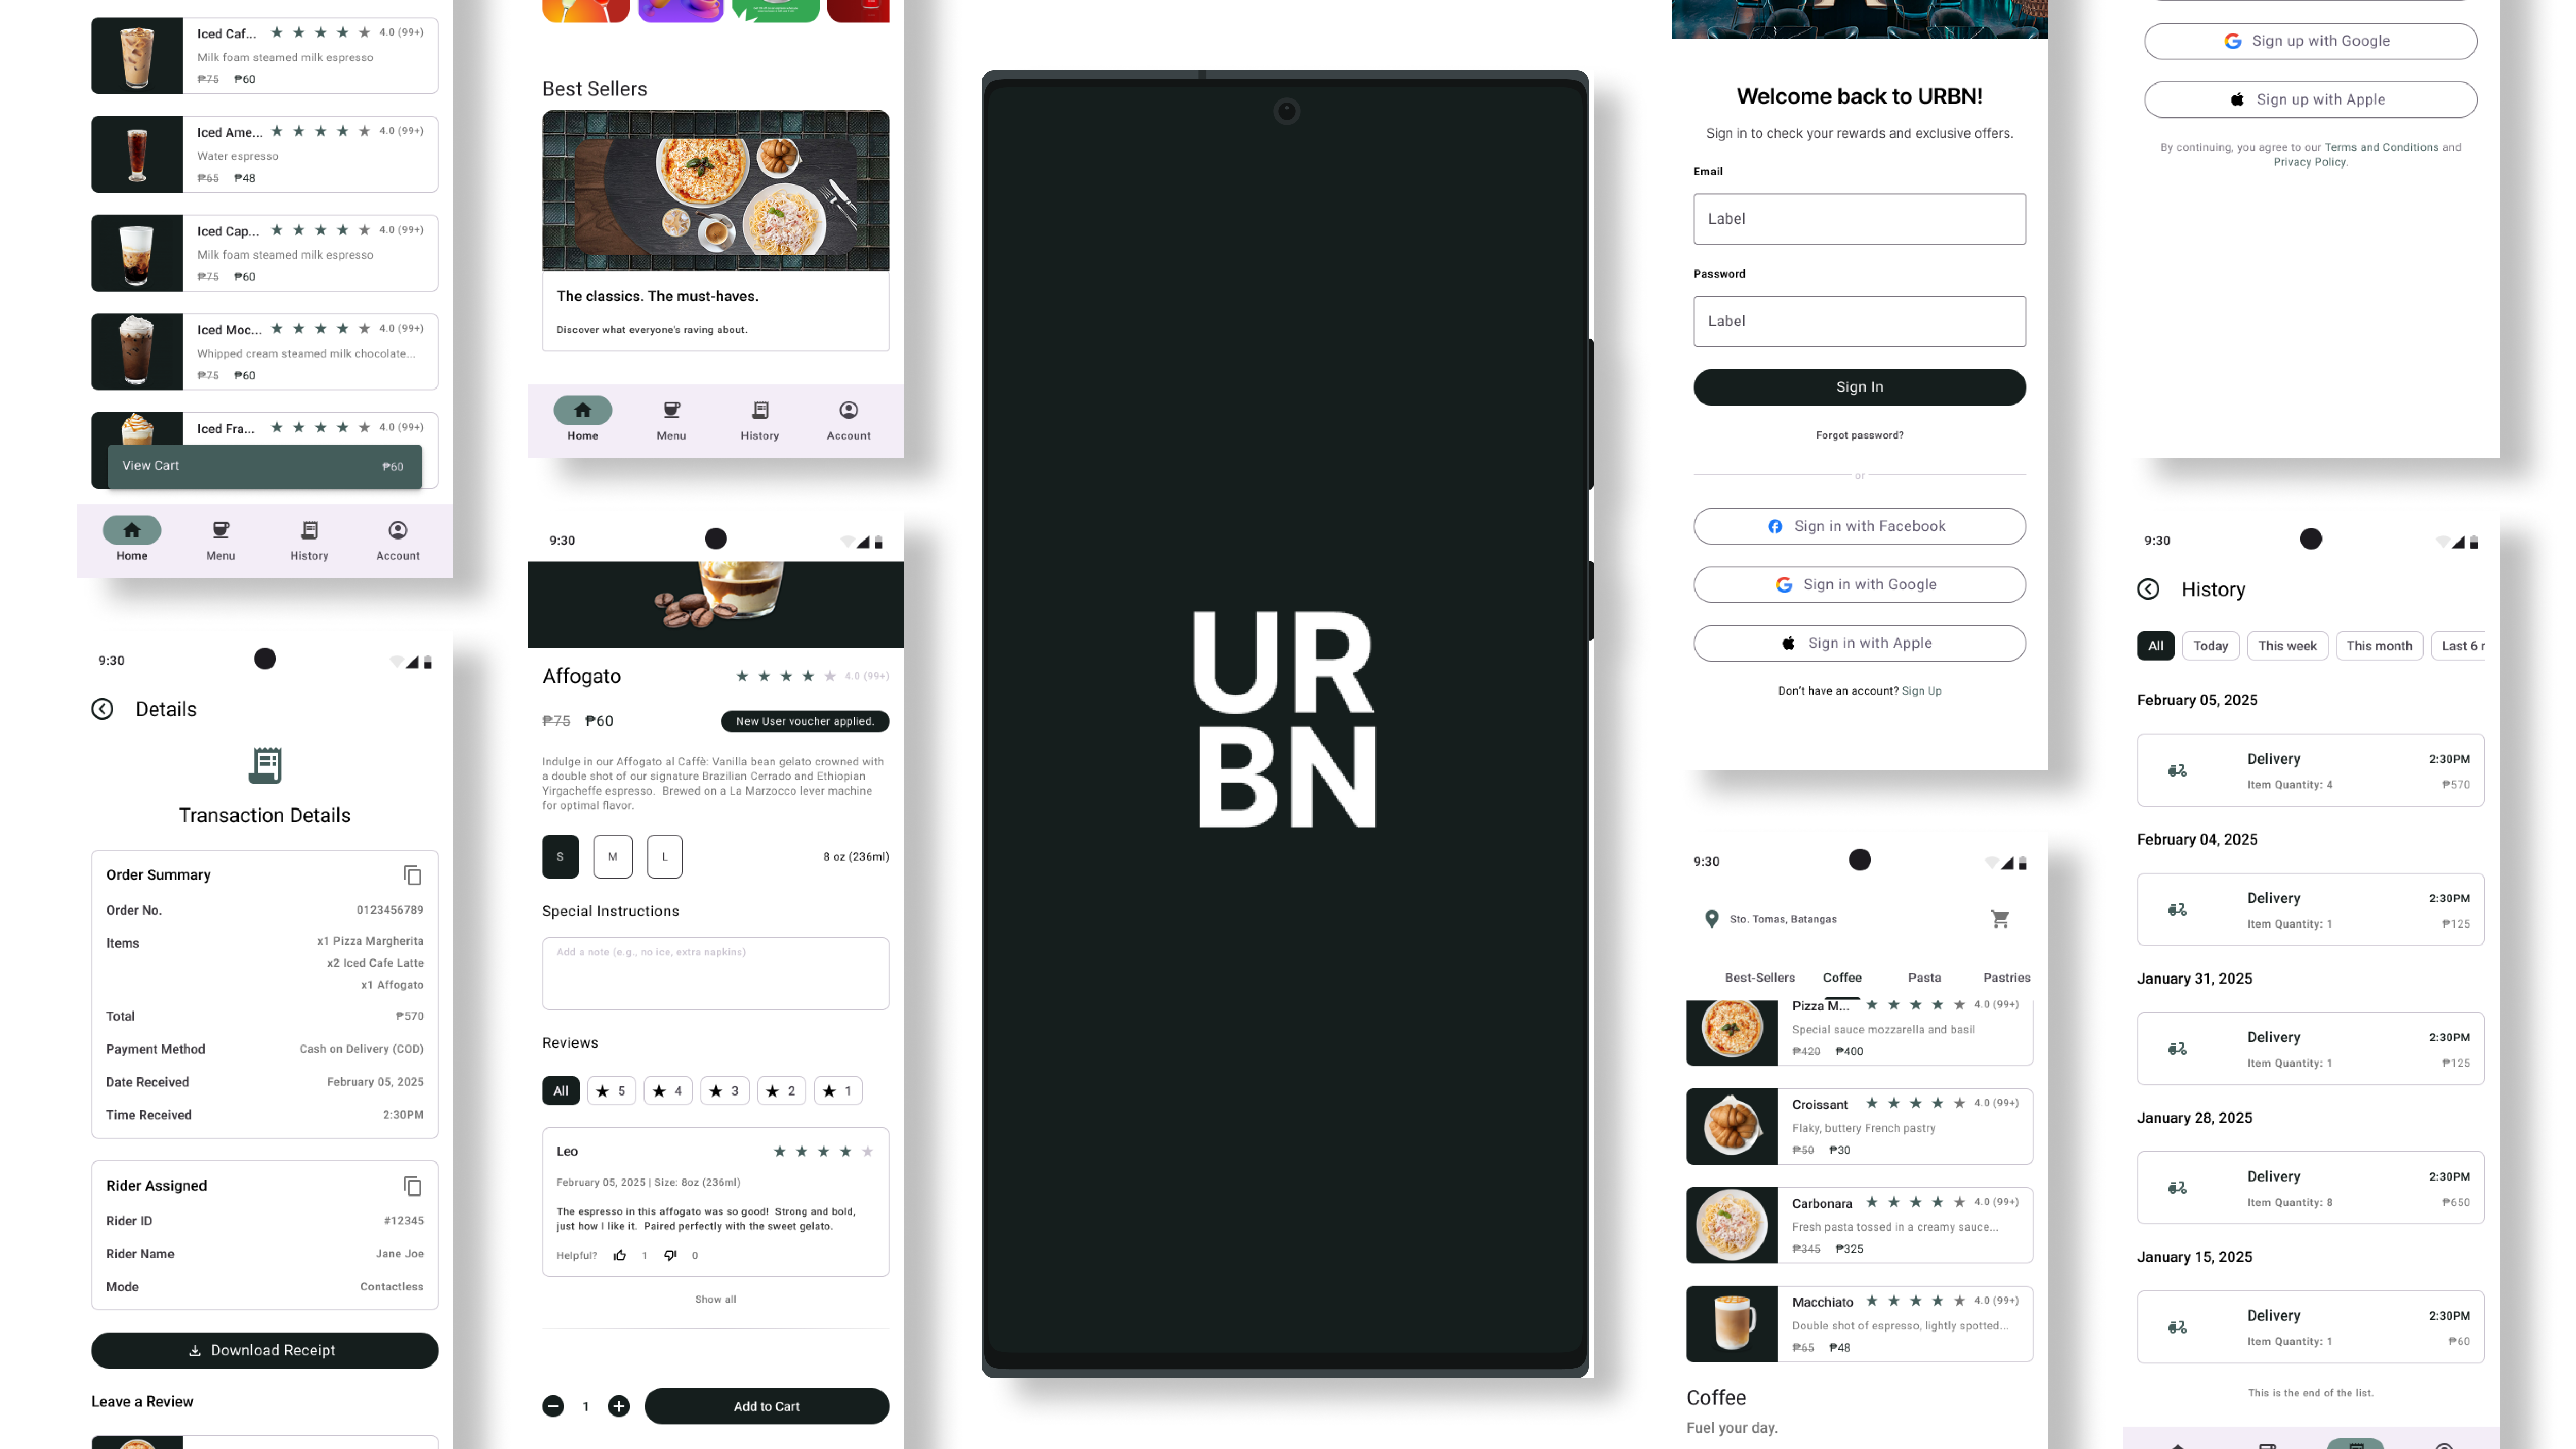 Iced Caf... 4.0 (99+)
Milk foam steamed milk espresso
₱75 ₱60
Iced Ame... 4.0 (99+)
Water espresso
₱65 ₱48
Iced Cap... 4.0 (99+)
Milk foam steamed milk espresso
₱75 ₱60
Iced Moc... 4.0 (99+)
Whipped cream steamed milk chocolate...
₱75 ₱60
Iced Fra... 4.0 (99+)
View Cart ₱60
Home Menu History Account
9:30
Details
Transaction Details
Order Summary
Order No. 0123456789
Items x1 Pizza Margherita
x2 Iced Cafe Latte
x1 Affogato
Total ₱570
Payment Method Cash on Delivery (COD)
Date Received February 05, 2025
Time Received 2:30PM
Rider Assigned
Rider ID #12345
Rider Name Jane Joe
Mode Contactless
Download Receipt
Leave a Review
Best Sellers
The classics. The must-haves.
Discover what everyone's raving about.
Home Menu History Account
9:30
Affogato 4.0 (99+)
₱75 ₱60 New User voucher applied.
Indulge in our Affogato al Caffè: Vanilla bean gelato crowned with
a double shot of our signature Brazilian Cerrado and Ethiopian
Yirgacheffe espresso. Brewed on a La Marzocco lever machine
for optimal flavor.
S M L 8 oz (236ml)
Special Instructions
Add a note (e.g., no ice, extra napkins)
Reviews
All 5 4 3 2 1
Leo
February 05, 2025 | Size: 8oz (236ml)
The espresso in this affogato was so good! Strong and bold,
just how I like it. Paired perfectly with the sweet gelato.
Helpful? 1 0
Show all
1 Add to Cart
UR
BN
Welcome back to URBN!
Sign in to check your rewards and exclusive offers.
Email
Label
Password
Label
Sign In
Forgot password?
or
Sign in with Facebook
Sign in with Google
Sign in with Apple
Don't have an account? Sign Up
9:30
Sto. Tomas, Batangas
Best-Sellers Coffee Pasta Pastries
Pizza M... 4.0 (99+)
Special sauce mozzarella and basil
₱420 ₱400
Croissant 4.0 (99+)
Flaky, buttery French pastry
₱50 ₱30
Carbonara 4.0 (99+)
Fresh pasta tossed in a creamy sauce...
₱345 ₱325
Macchiato 4.0 (99+)
Double shot of espresso, lightly spotted...
₱65 ₱48
Coffee
Fuel your day.
Sign up with Google
Sign up with Apple
By continuing, you agree to our Terms and Conditions and
Privacy Policy.
9:30
History
All Today This week This month Last 6
February 05, 2025
Delivery 2:30PM
Item Quantity: 4 ₱570
February 04, 2025
Delivery 2:30PM
Item Quantity: 1 ₱125
January 31, 2025
Delivery 2:30PM
Item Quantity: 1 ₱125
January 28, 2025
Delivery 2:30PM
Item Quantity: 8 ₱650
January 15, 2025
Delivery 2:30PM
Item Quantity: 1 ₱60
This is the end of the list.